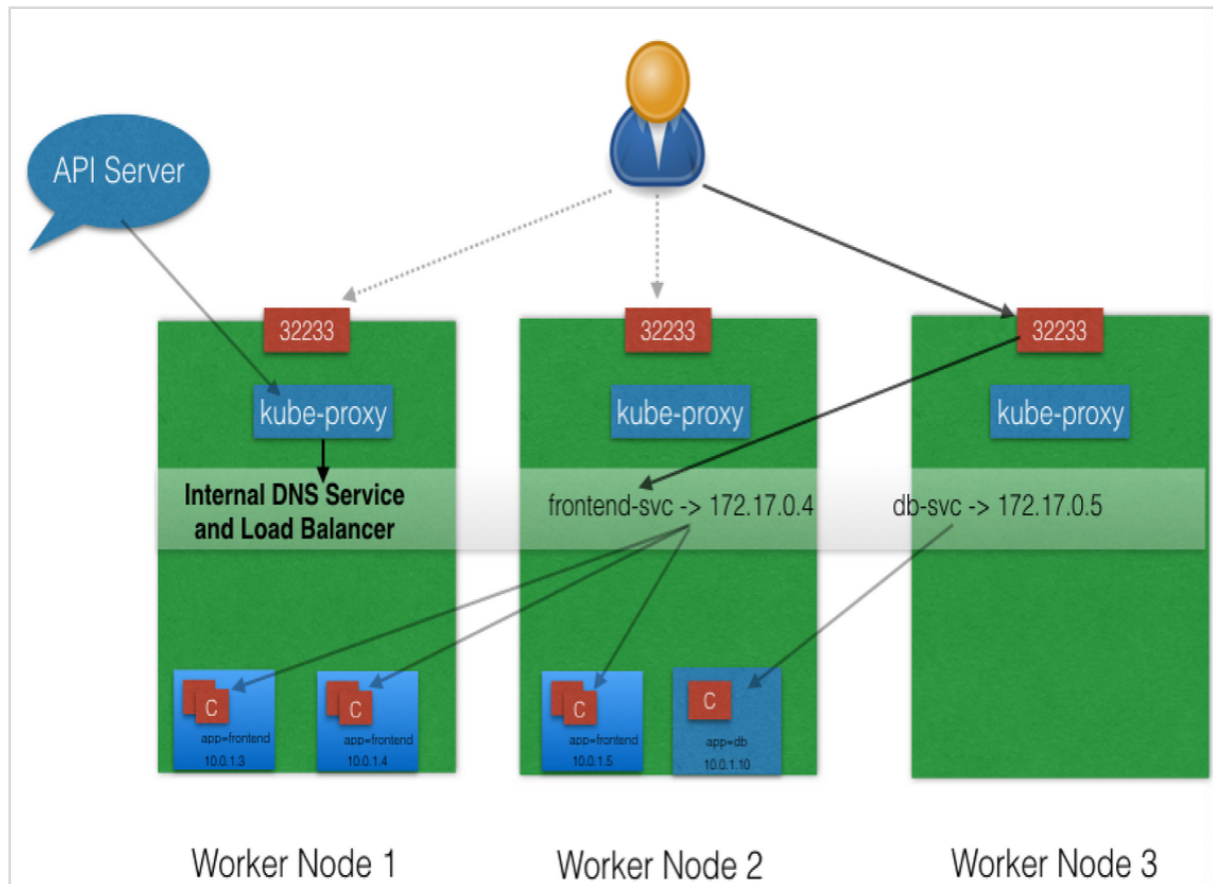 API Server
32233
32233
32233
kube-proxy
kube-proxy
kube-proxy
Internal DNS Service
and Load Balancer
frontend-svc -> 172.17.0.4
db-svc -> 172.17.0.5
C
app=frontend
10.0.1.3
C
app=frontend
10.0.1.4
C
app=frontend
10.0.1.5
C
app=db
10.0.1.10
Worker Node 1
Worker Node 2
Worker Node 3